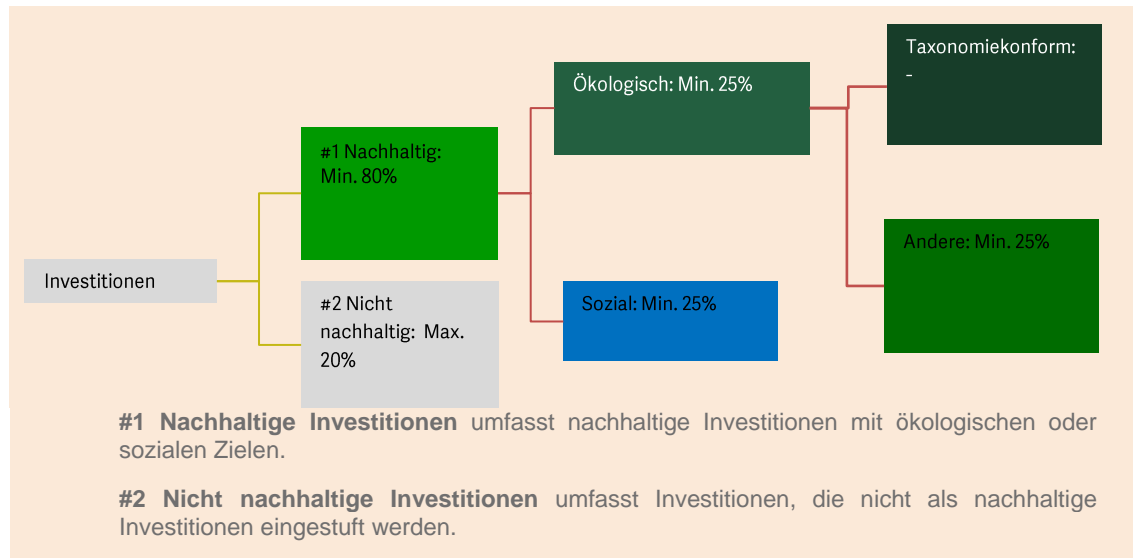 Taxonomiekonform:
-
Ökologisch: Min. 25%
#1 Nachhaltig:
Min. 80%
Andere: Min. 25%
Investitionen
#2 Nicht
nachhaltig: Max.
20%
Sozial: Min. 25%
#1 Nachhaltige Investitionen umfasst nachhaltige Investitionen mit ökologischen oder
sozialen Zielen.
#2 Nicht nachhaltige Investitionen umfasst Investitionen, die nicht als nachhaltige
Investitionen eingestuft werden.